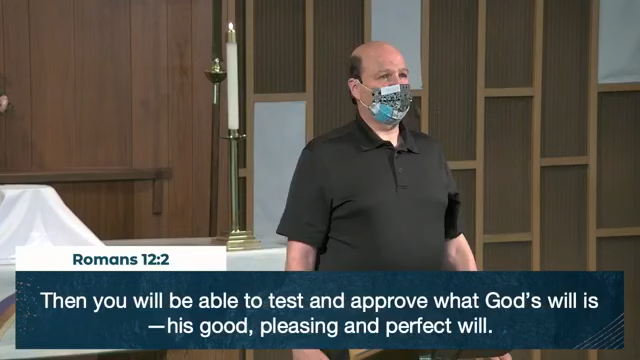 Romans 12:2
Then you will be able to test and approve what God's will is
—his good, pleasing and perfect will.